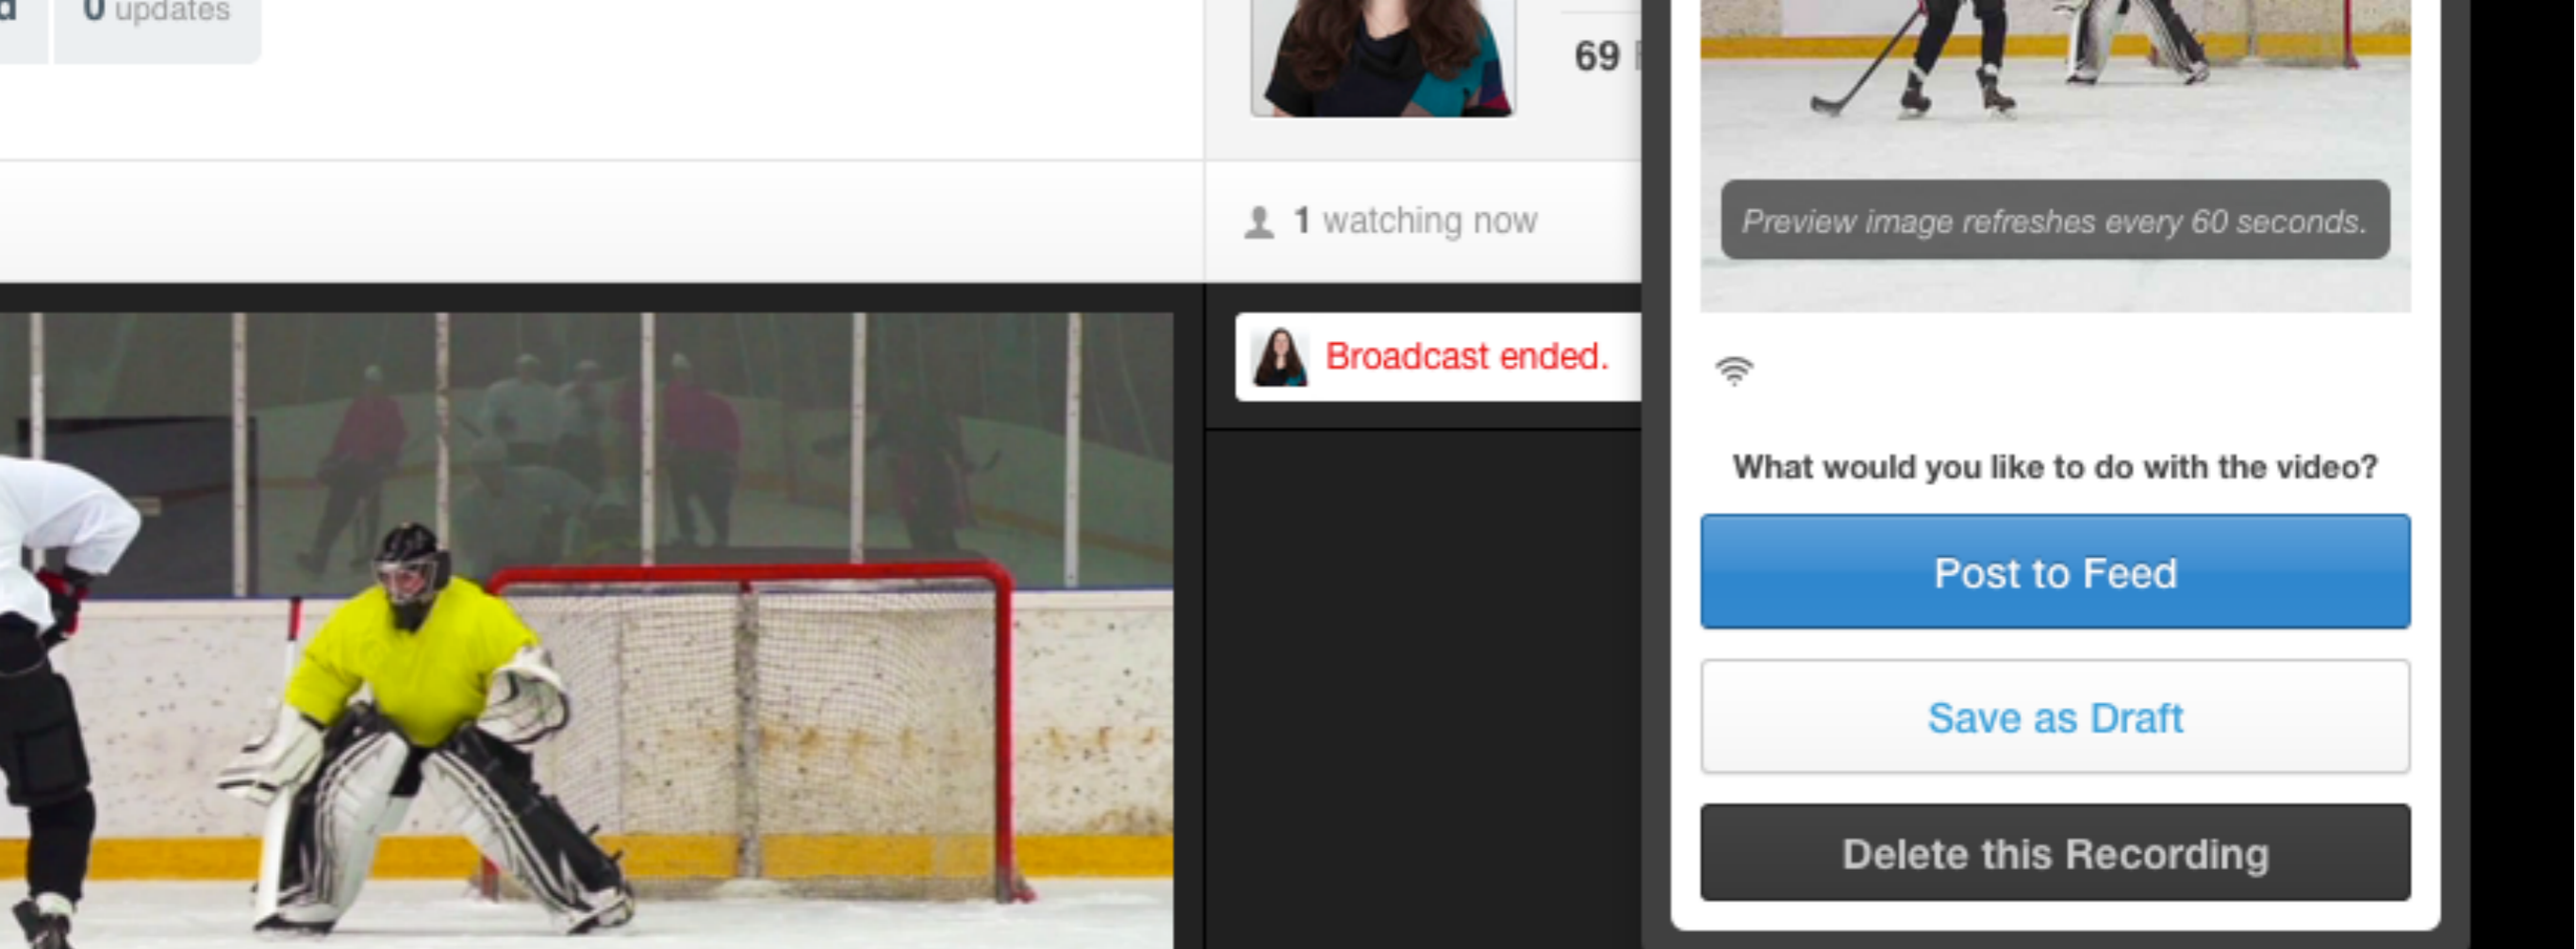 0 updates
69
1 watching now
Preview image refreshes every 60 seconds.
Broadcast ended.
What would you like to do with the video?
Post to Feed
Save as Draft
Delete this Recording